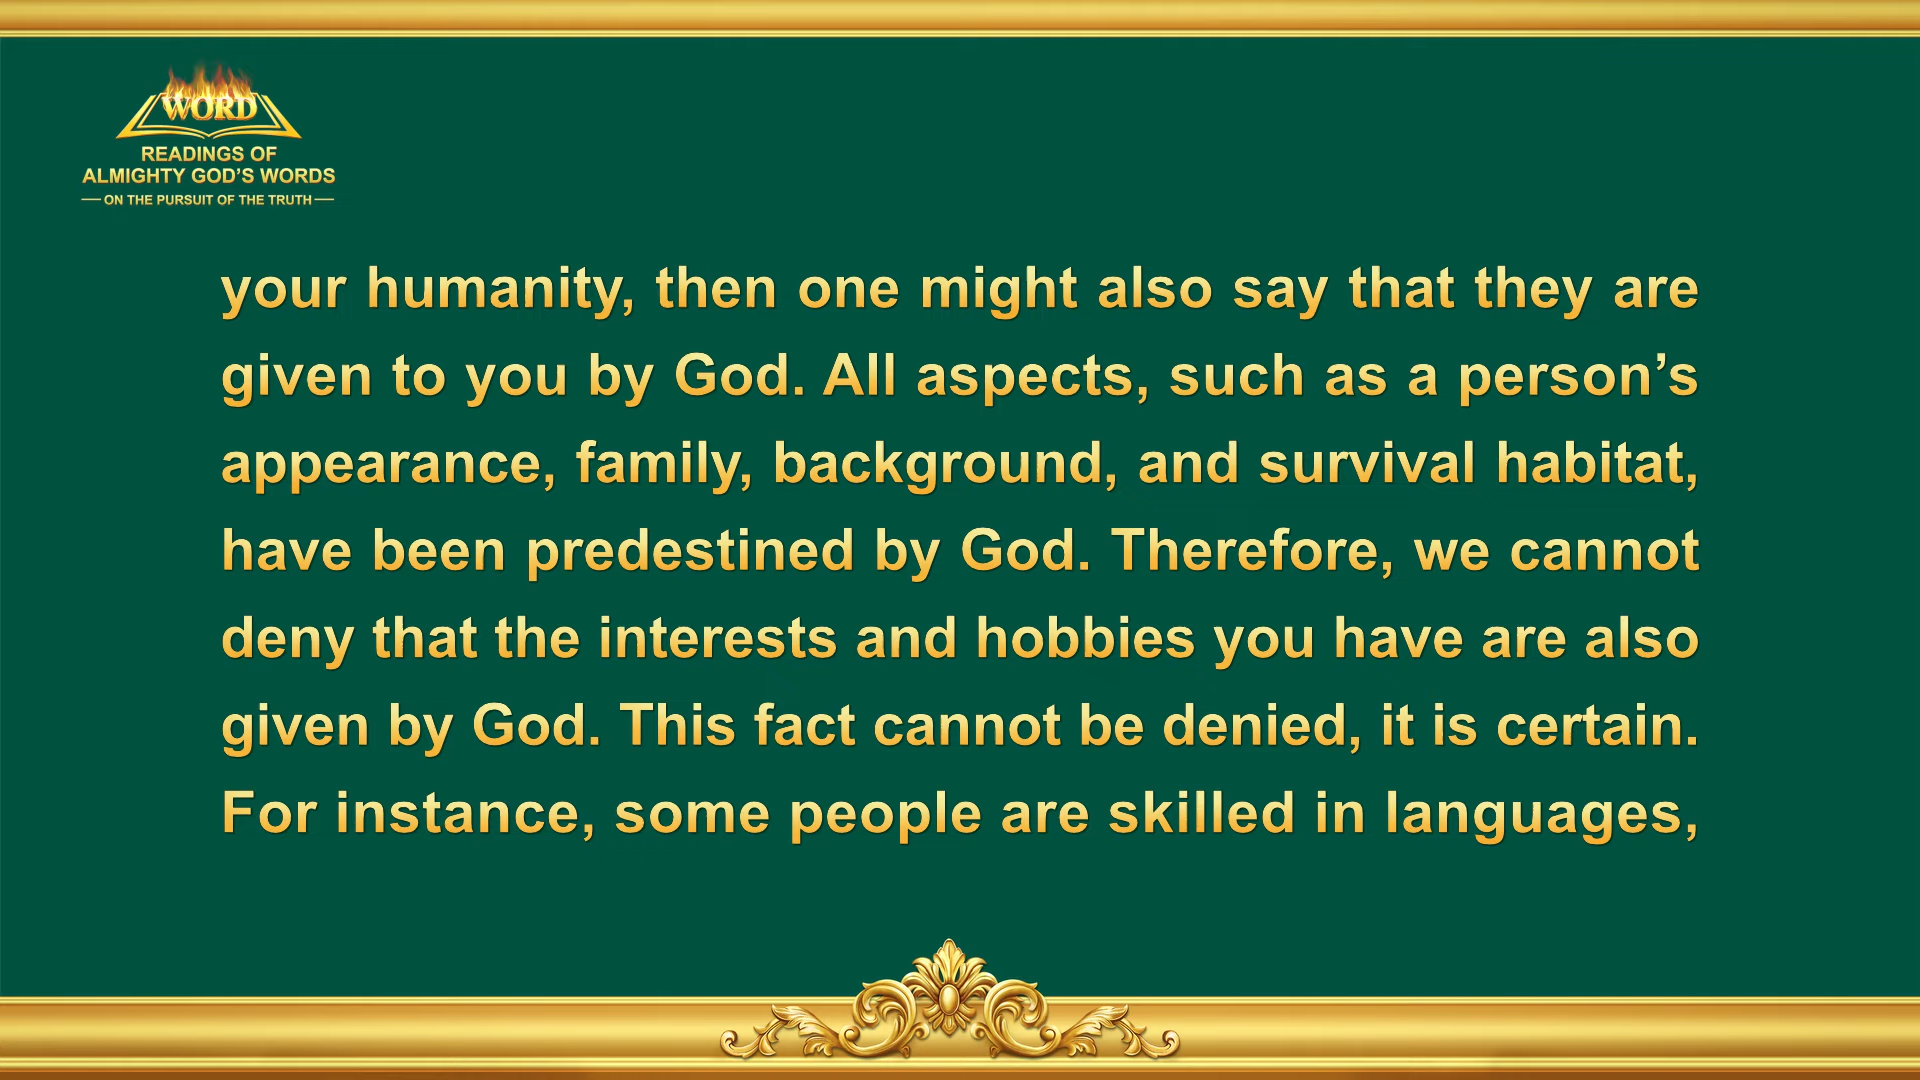 WORD
READINGS OF
ALMIGHTY GOD’S WORDS
— ON THE PURSUIT OF THE TRUTH —
your humanity, then one might also say that they are
given to you by God. All aspects, such as a person’s
appearance, family, background, and survival habitat,
have been predestined by God. Therefore, we cannot
deny that the interests and hobbies you have are also
given by God. This fact cannot be denied, it is certain.
For instance, some people are skilled in languages,